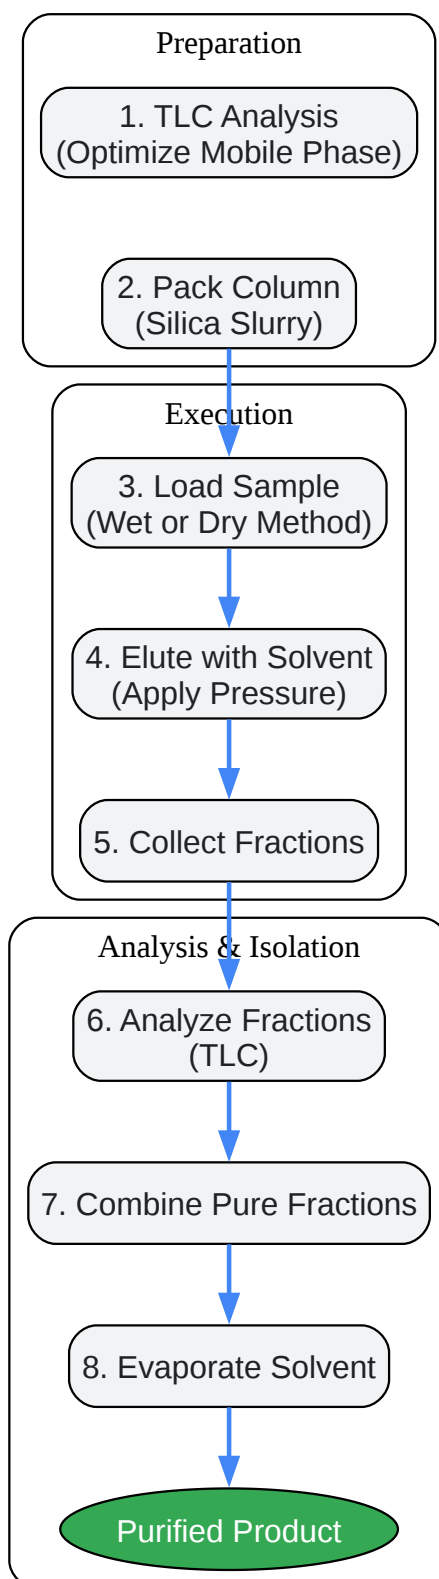 Preparation
1. TLC Analysis
(Optimize Mobile Phase)
2. Pack Column
(Silica Slurry)
Execution
3. Load Sample
(Wet or Dry Method)
4. Elute with Solvent
(Apply Pressure)
5. Collect Fractions
Analysis & Isolation
6. Analyze Fractions
(TLC)
7. Combine Pure Fractions
8. Evaporate Solvent
Purified Product